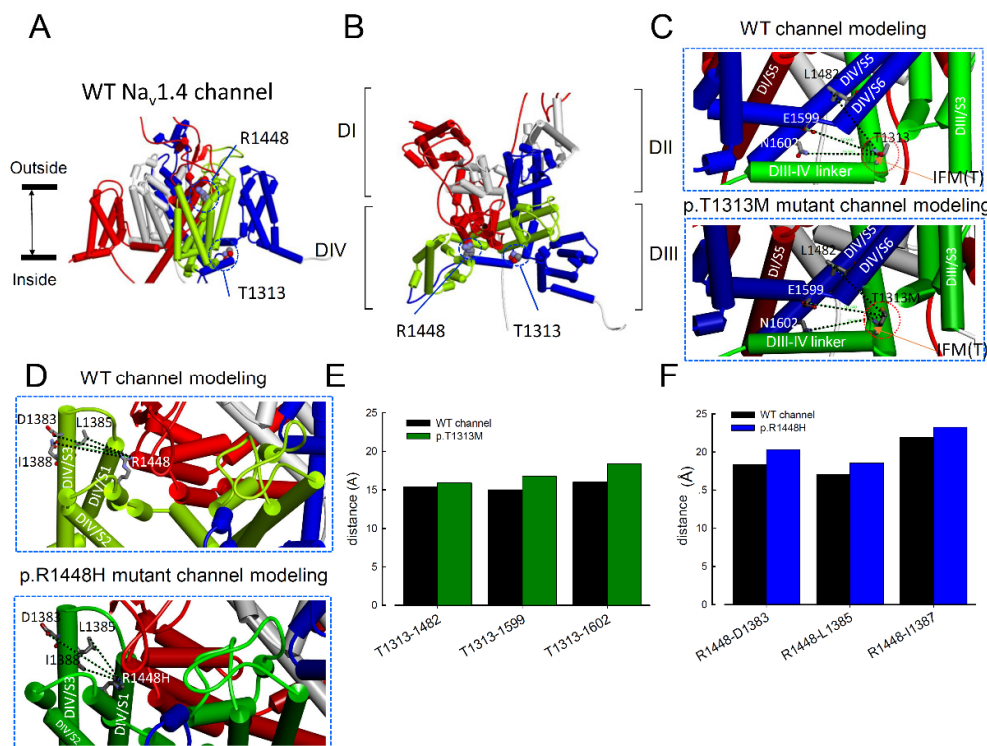 A
WT Nav1.4 channel
R1448
Outside
Inside
T1313
B
DI
DIV
DII
DIII
R1448
T1313
C
WT channel modeling
DI/S5
L1482
DIV/S5
DIV/S6
E1599
N1602
T1313
DIII/S3
DIII-IV linker
IFM(T)
p.T1313M mutant channel modeling
DI/S5
L1482
DIV/S5
DIV/S6
E1599
T1313M
DIII/S3
N1602
DIII-IV linker
IFM(T)
D
WT channel modeling
D1383
L1385
I1388
R1448
DIV/S3
DIV/S1
DIV/S2
p.R1448H mutant channel modeling
D1383
L1385
I1388
R1448H
DIV/S3
DIV/S1
DIV/S2
E
WT channel
p.T1313M
distance (A)
25
20
15
10
5
0
T1313-1482
T1313-1599
T1313-1602
F
WT channel
p.R1448H
distance (Å)
25
20
5
10
5
0
R1448-D1383
R1448-L1385
R1448-I1387